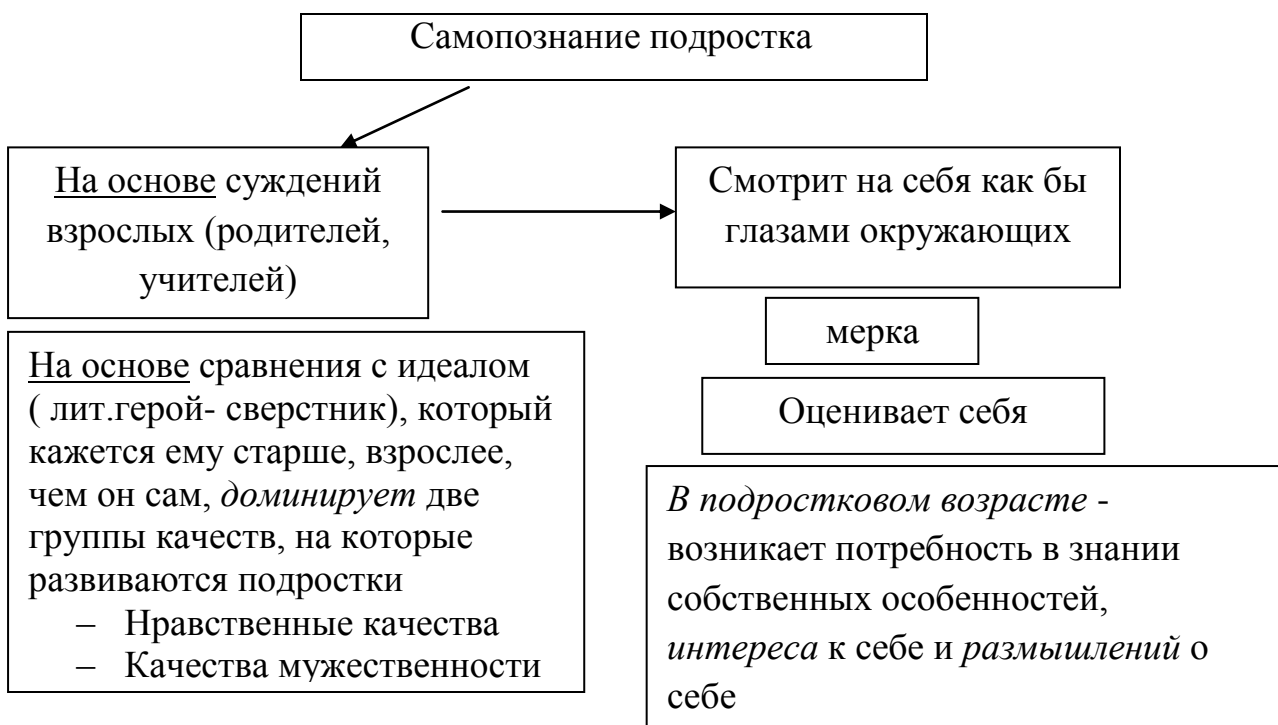 Самопознание подростка
На основе суждений
взрослых (родителей,
учителей)
Смотрит на себя как бы
глазами окружающих
мерка
Оценивает себя
На основе сравнения с идеалом
( лит.герой- сверстник), который
кажется ему старше, взрослее,
чем он сам, доминирует две
группы качеств, на которые
развиваются подростки
– Нравственные качества
– Качества мужественности
В подростковом возрасте -
возникает потребность в знании
собственных особенностей,
интереса к себе и размышлений о
себе